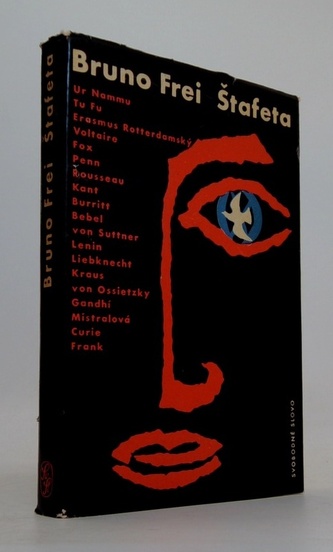 Bruno Frei Štafeta
Ur Nammu
Tu Fu
Erasmus Rotterdamský
Voltaire
Fox
Penn
Rousseau
Kant
Burritt
Bebel
von Suttner
Lenin
Liebknecht
Kraus
von Ossietzky
Gandhi
Mistralová
Curie
Frank
SVOBODNÉ SLOVO
Bruno Frei Štafeta